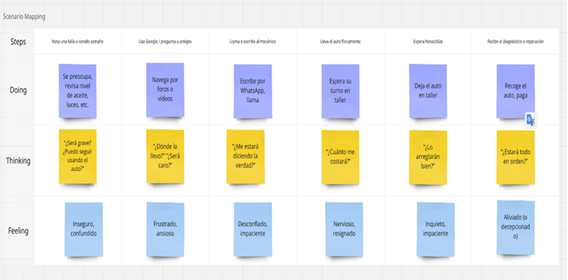 Scenario Mapping
Steps
Nota una falla o sonido extraño
Usa Google / pregunta a amigos
Llama o escribe al mecánico
Lleva el auto físicamente
Espera horas/días
Recibe el diagnóstico o reparación
Doing
Se preocupa,
revisa nivel
de aceite,
luces, etc.
Navega por
foros o
videos
Escribe por
WhatsApp,
llama
Espera su
turno en
taller
Deja el auto
en taller
Recoge el
auto, paga
Thinking
"¿Será grave?
¿Puedo seguir
usando el
auto?"
"¿Dónde lo
llevo?" "¿Será
caro?"
"¿Me estará
diciendo la
verdad?"
"¿Cuánto me
costará?"
"¿Lo
arreglarán
bien?"
"¿Estará todo
en orden?"
Feeling
Inseguro,
confundido
Frustrado,
ansioso
Desconfiado,
impaciente
Nervioso,
resignado
Inquieto,
impaciente
Aliviado (o
decepcionad
o)